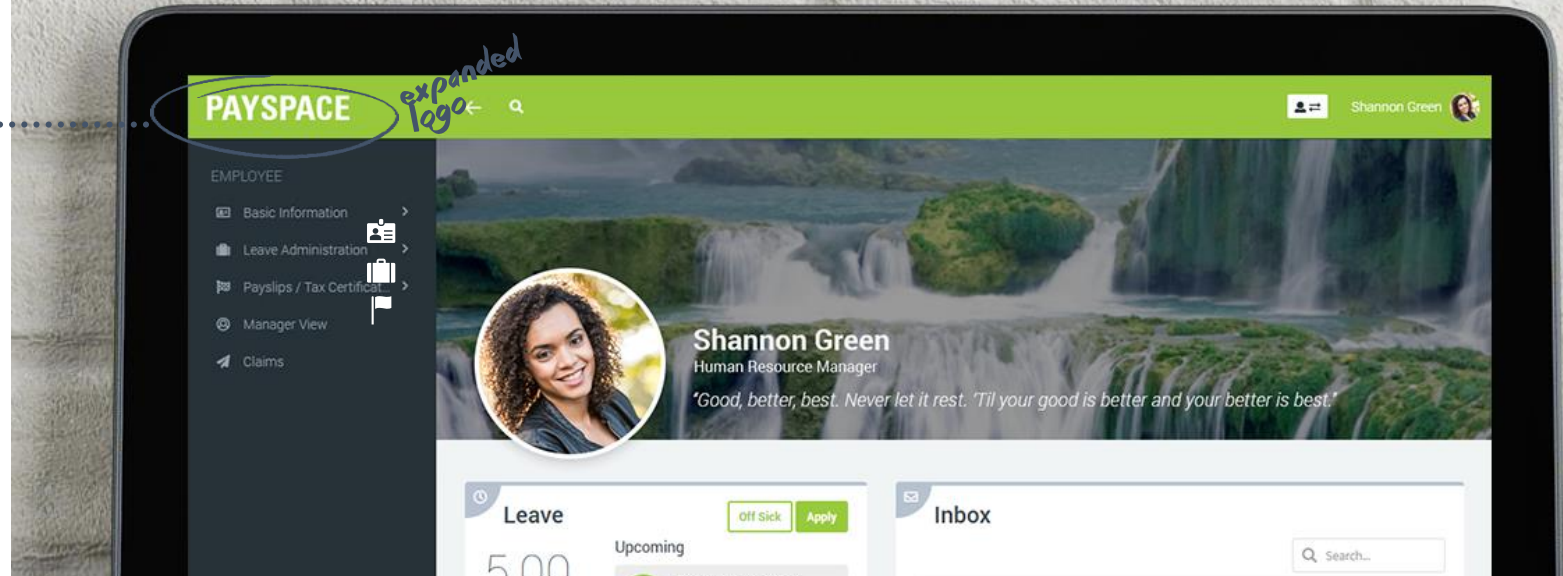 expanded
logo
PAYSPACE
Shannon Green
EMPLOYEE
Basic Information
Leave Administration
Payslips / Tax Certificat...
Manager View
Claims
Shannon Green
Human Resource Manager
"Good, better, best. Never let it rest. 'Til your good is better and your better is best."
Leave
Off Sick
Apply
5.00
Upcoming
Inbox
Search...